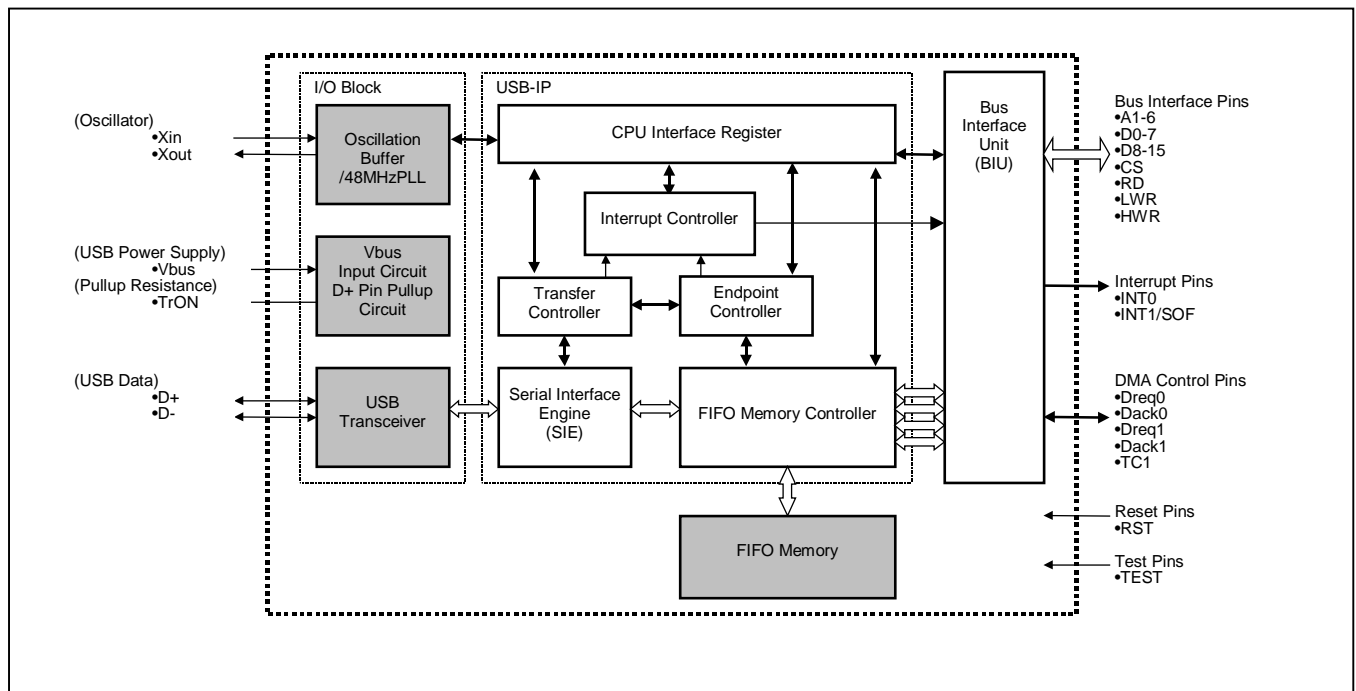 I/O Block
USB-IP
(Oscillator)
•Xin
•Xout
Oscillation
Buffer
/48MHzPLL
CPU Interface Register
Bus
Interface
Unit
(BIU)
Bus Interface Pins
•A1-6
•D0-7
•D8-15
•CS
•RD
•LWR
•HWR
Interrupt Controller
(USB Power Supply)
•Vbus
(Pullup Resistance)
•TrON
Vbus
Input Circuit
D+ Pin Pullup
Circuit
Transfer
Controller
Endpoint
Controller
Interrupt Pins
•INT0
•INT1/SOF
(USB Data)
•D+
•D-
USB
Transceiver
Serial Interface
Engine
(SIE)
FIFO Memory Controller
DMA Control Pins
•Dreq0
•Dack0
•Dreq1
•Dack1
•TC1
FIFO Memory
Reset Pins
•RST
Test Pins
•TEST